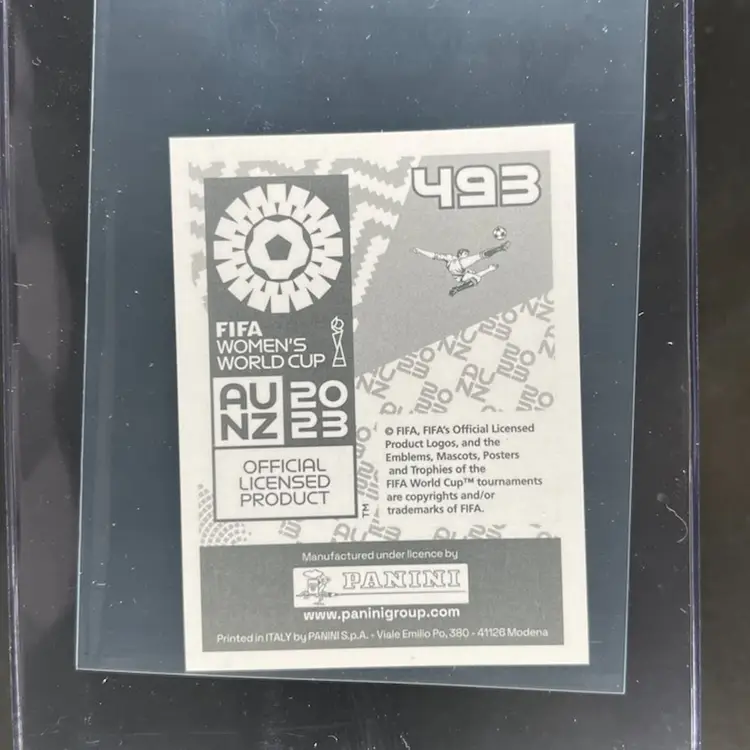 493
FIFA
WOMEN'S
WORLD CUP
AU 20
NZ 23
OFFICIAL
LICENSED
PRODUCT
TM
© FIFA, FIFA's Official Licensed
Product Logos, and the
Emblems, Mascots, Posters
and Trophies of the
FIFA World Cup™ tournaments
are copyrights and/or
trademarks of FIFA.
Manufactured under licence by
PANINI
www.paninigroup.com
Printed in ITALY by PANINI S.p.A. - Viale Emilio Po, 380 - 41126 Modena